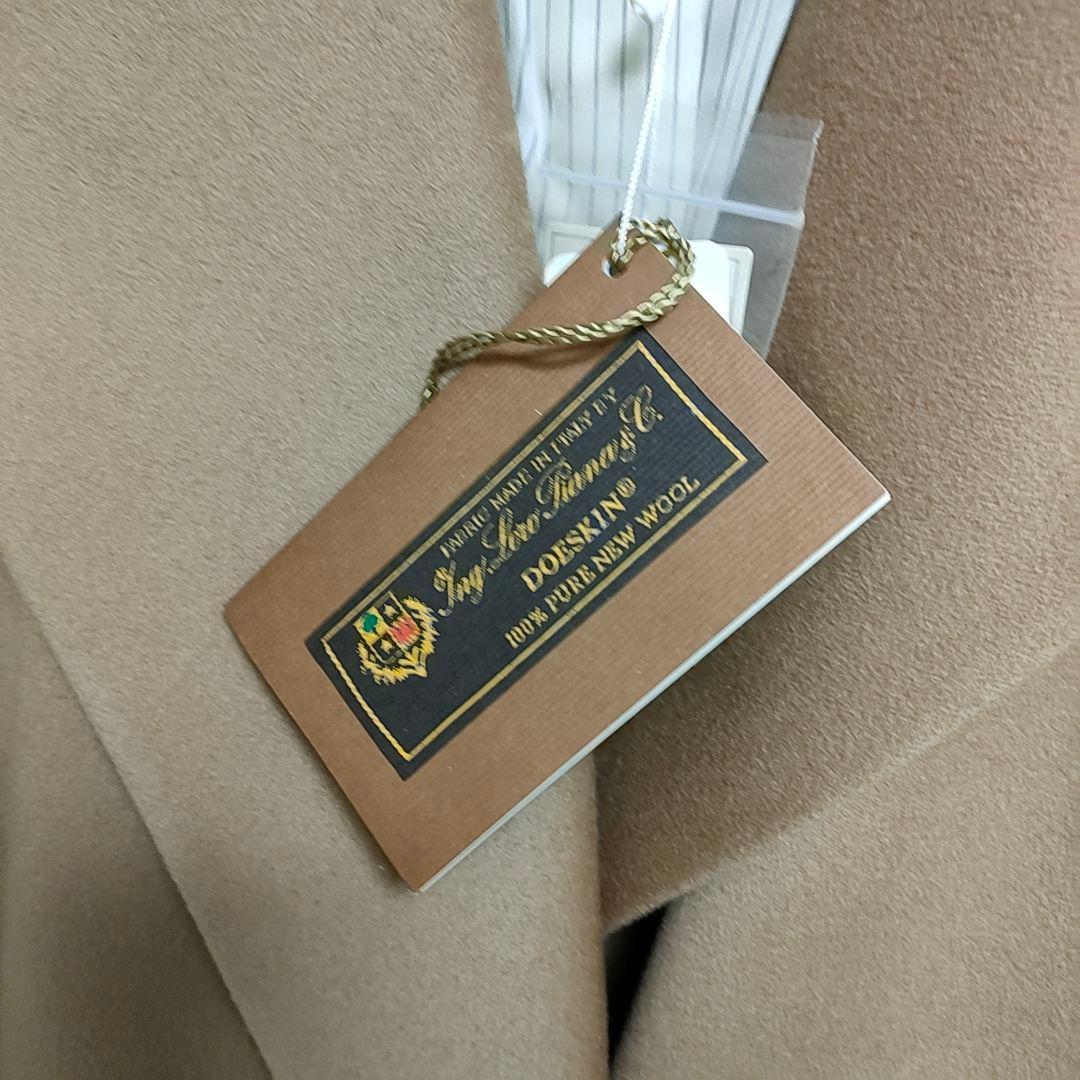 FABRIC MADE IN ITALY BY
Ing. Loro Piana & C.
DOESKIN®
100% PURE NEW WOOL